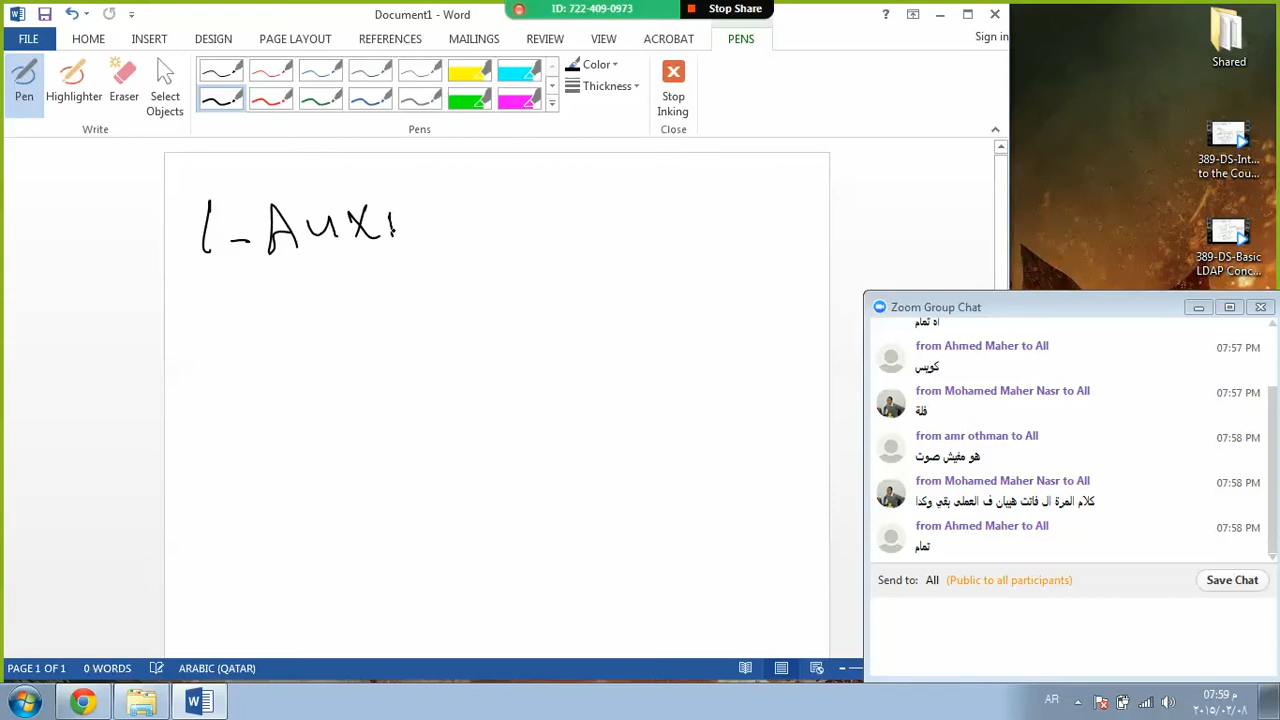 Document1 - Word
ID: 722-409-0973
Stop Share
FILE HOME INSERT DESIGN PAGE LAYOUT REFERENCES MAILINGS REVIEW VIEW ACROBAT PENS
Sign in
Pen Highlighter Eraser Select Objects
Color
Thickness
Stop Inking
Write Pens Close
1-AUXI
Shared
389-DS-Int... to the Cou...
389-DS-Basic LDAP Conc...
Zoom Group Chat
اه تمام
from Ahmed Maher to All 07:57 PM
كويس
from Mohamed Maher Nasr to All 07:57 PM
فلة
from amr othman to All 07:58 PM
هو مفيش صوت
from Mohamed Maher Nasr to All 07:58 PM
كلام المرة ال فاتت هيبان ف العملى بقي وكدا
from Ahmed Maher to All 07:58 PM
تمام
Send to: All (Public to all participants) Save Chat
PAGE 1 OF 1 0 WORDS ARABIC (QATAR)
AR
07:59 م
٢٠١٥/٠٢/٠٨